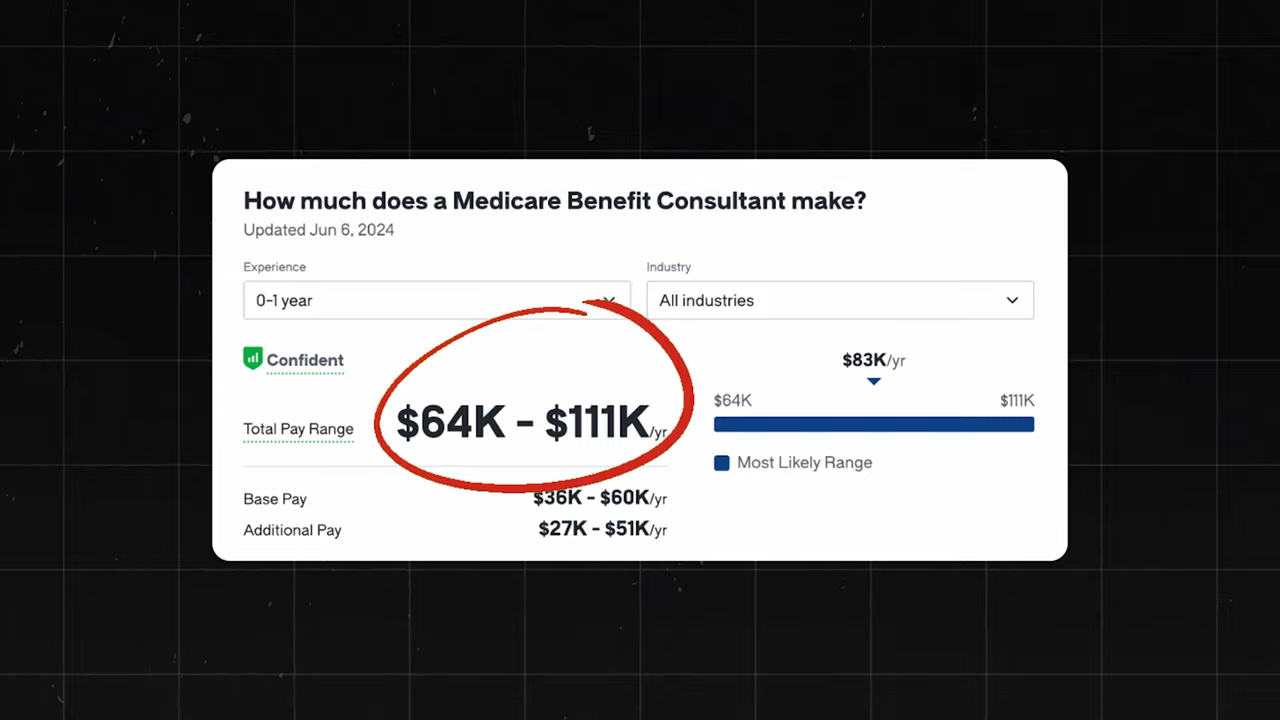 How much does a Medicare Benefit Consultant make?
Updated Jun 6, 2024
Experience
Industry
0-1 year
All industries
Confident
$83K/yr
$64K
$111K
Total Pay Range
$64K - $111K/yr
Most Likely Range
Base Pay
$36K - $60K/yr
Additional Pay
$27K - $51K/yr